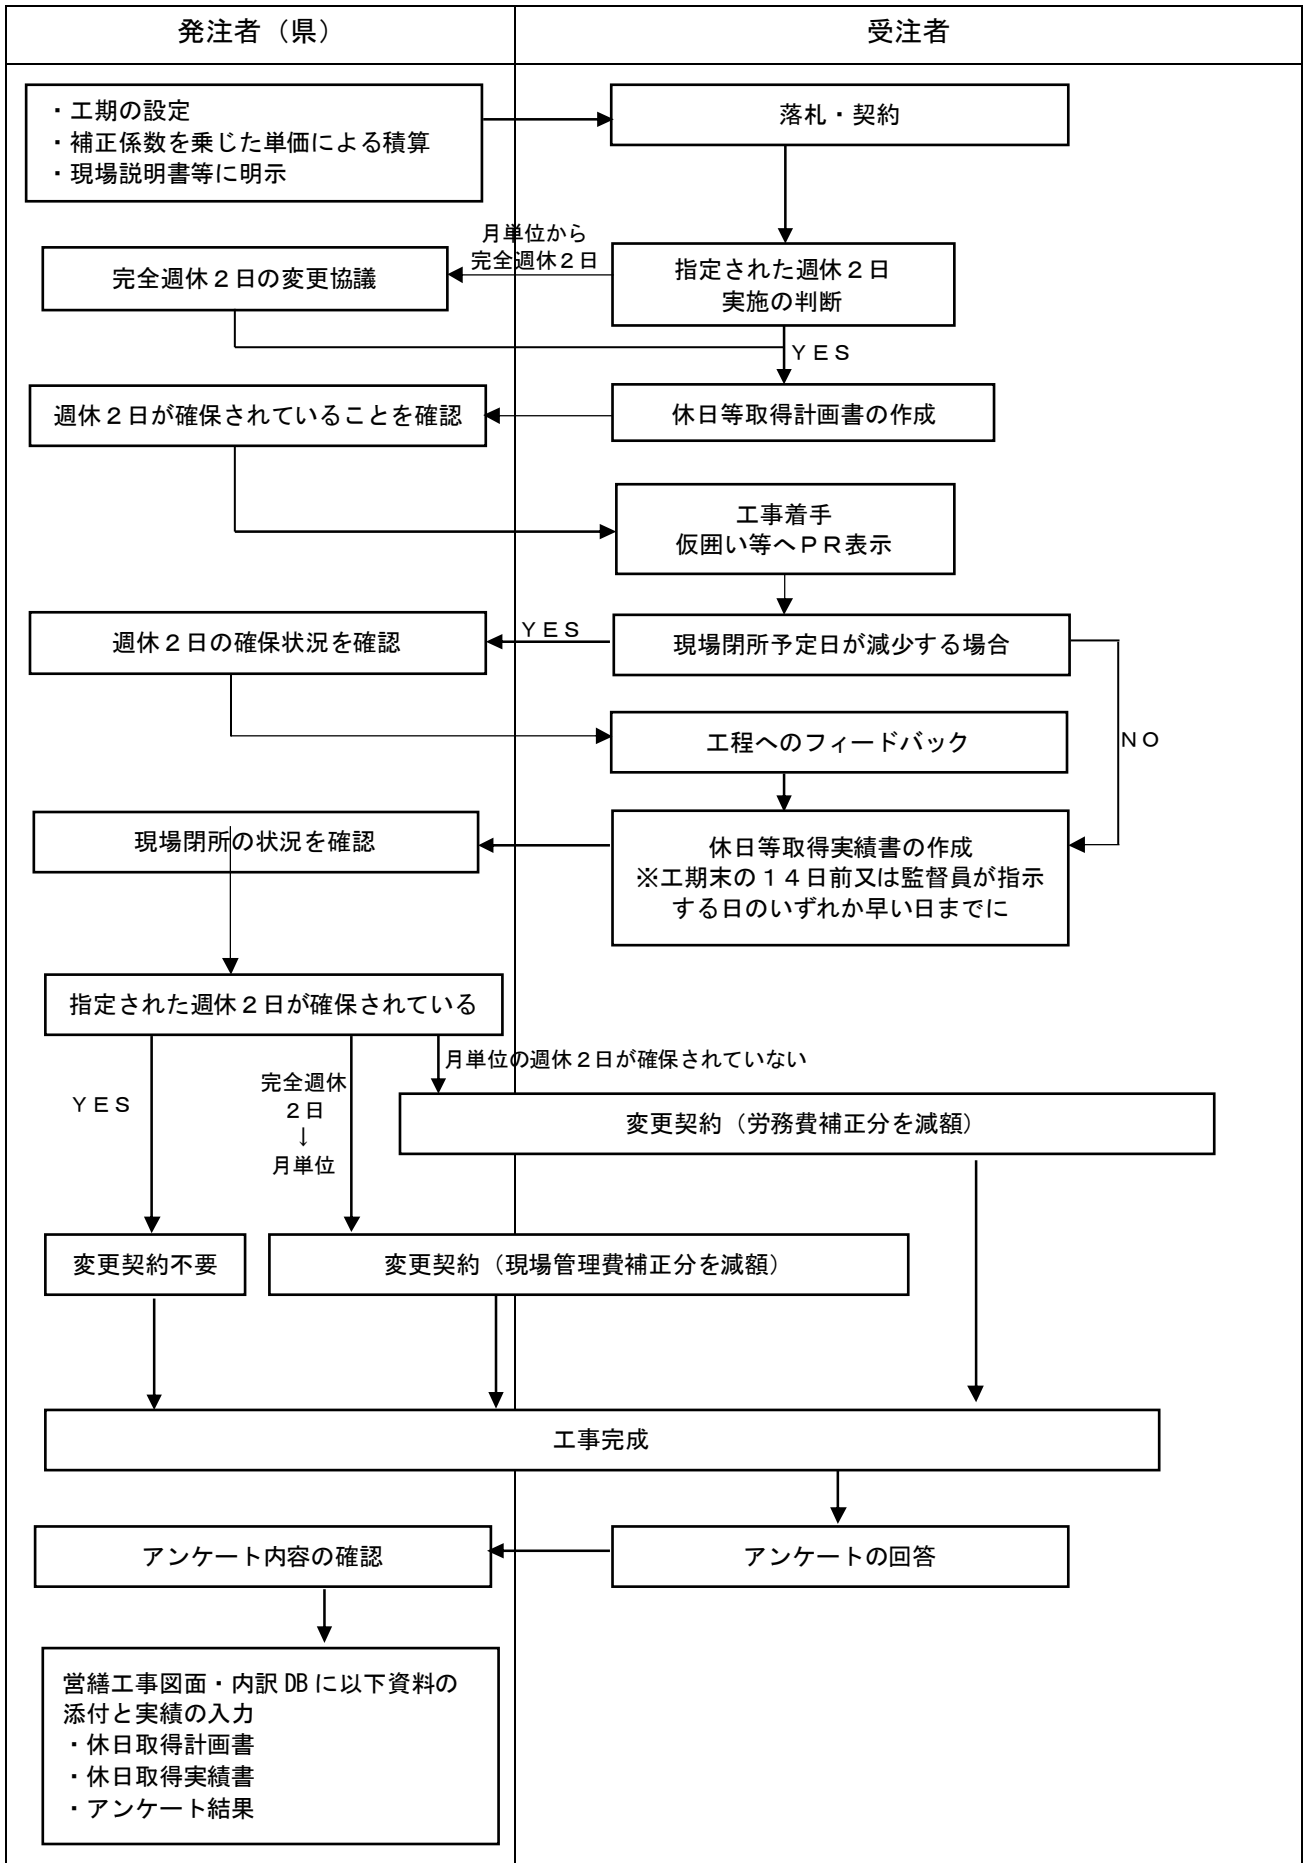 発注者（県）
受注者
・工期の設定
・補正係数を乗じた単価による積算
・現場説明書等に明示
落札・契約
月単位から
完全週休２日
完全週休２日の変更協議
指定された週休２日
実施の判断
ＹＥＳ
週休２日が確保されていることを確認
休日等取得計画書の作成
工事着手
仮囲い等へＰＲ表示
週休２日の確保状況を確認
ＹＥＳ
現場閉所予定日が減少する場合
工程へのフィードバック
ＮＯ
現場閉所の状況を確認
休日等取得実績書の作成
※工期末の１４日前又は監督員が指示
する日のいずれか早い日までに
指定された週休２日が確保されている
月単位の週休２日が確保されていない
ＹＥＳ
完全週休
２日
↓
月単位
変更契約（労務費補正分を減額）
変更契約不要
変更契約（現場管理費補正分を減額）
工事完成
アンケート内容の確認
アンケートの回答
営繕工事図面・内訳 DB に以下資料の
添付と実績の入力
・休日取得計画書
・休日取得実績書
・アンケート結果